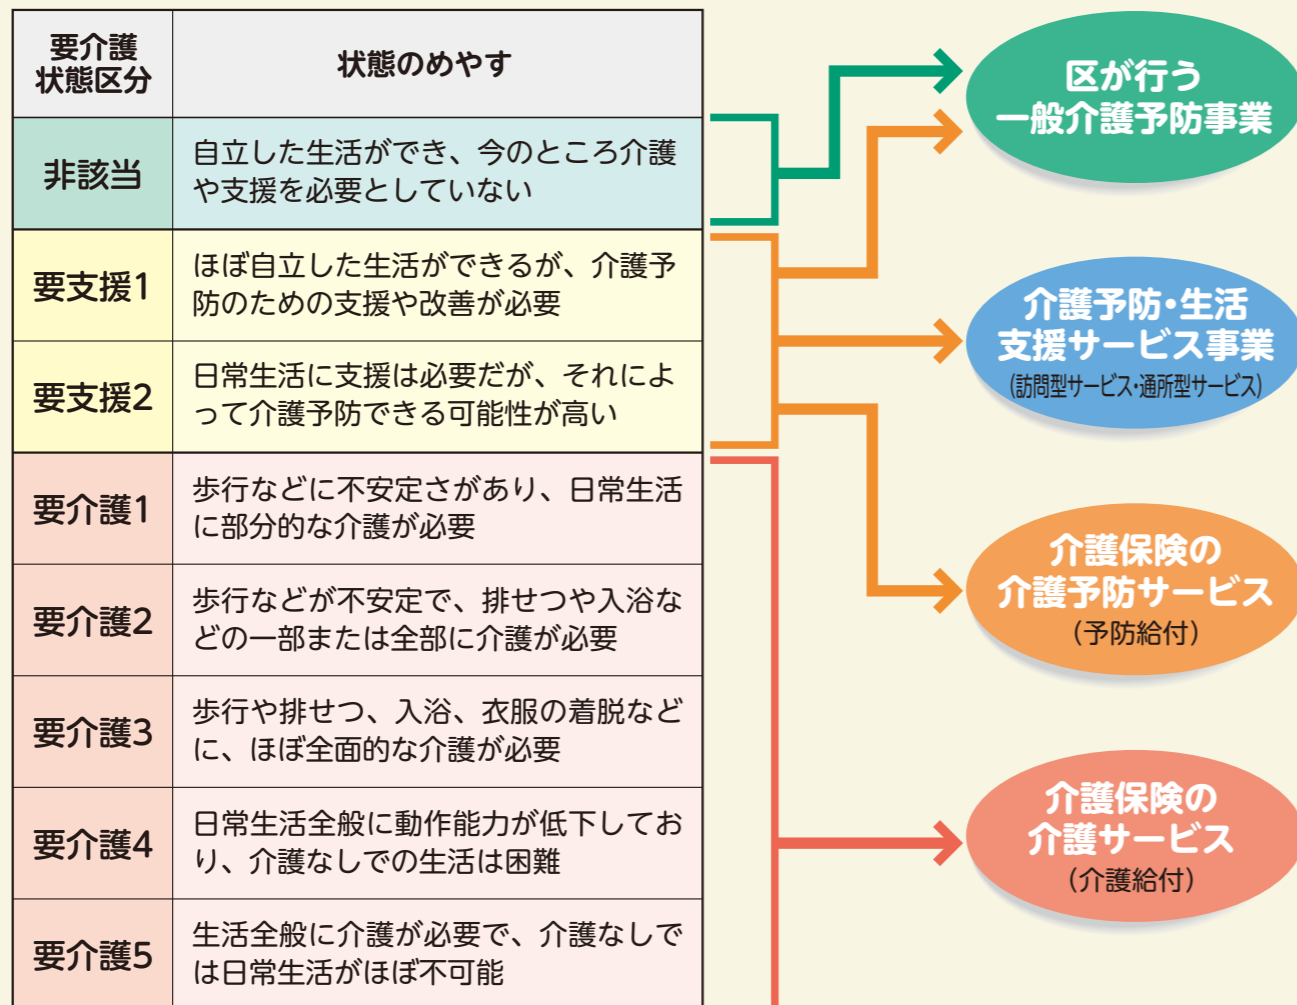 要介護
状態区分
状態のめやす
非該当
自立した生活ができ、今のところ介護
や支援を必要としていない
要支援1
ほぼ自立した生活ができるが、介護予
防のための支援や改善が必要
要支援2
日常生活に支援は必要だが、それによ
って介護予防できる可能性が高い
要介護1
歩行などに不安定さがあり、日常生活
に部分的な介護が必要
要介護2
歩行などが不安定で、排せつや入浴な
どの一部または全部に介護が必要
要介護3
歩行や排せつ、入浴、衣服の着脱など
に、ほぼ全面的な介護が必要
要介護4
日常生活全般に動作能力が低下してお
り、介護なしでの生活は困難
要介護5
生活全般に介護が必要で、介護なしで
は日常生活がほぼ不可能
区が行う
一般介護予防事業
介護予防・生活
支援サービス事業
(訪問型サービス・通所型サービス)
介護保険の
介護予防サービス
(予防給付)
介護保険の
介護サービス
(介護給付)